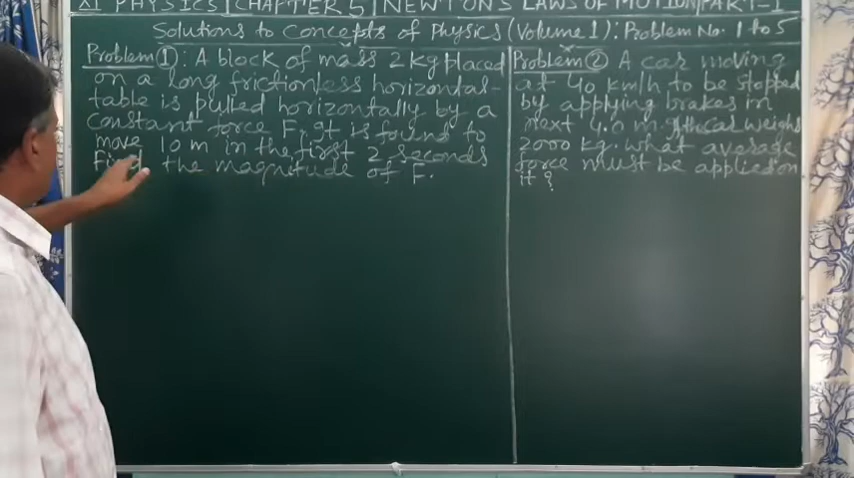 XI PHYSICS | CHAPTER 5 | NEWTON'S LAWS OF MOTION | PART-1
Solutions to Concepts of Physics (Volume 1): Problem No. 1 to 5
Problem ①: A block of mass 2 kg placed
on a long frictionless horizontal
table is pulled horizontally by a
constant force F. It is found to
move 10 m in the first 2 seconds
Find the magnitude of F.
Problem ② A car moving
at 40 km/h to be stopped
by applying brakes in
next 4.0 m. If the car weighs
2000 kg. what average
force must be applied on
it?